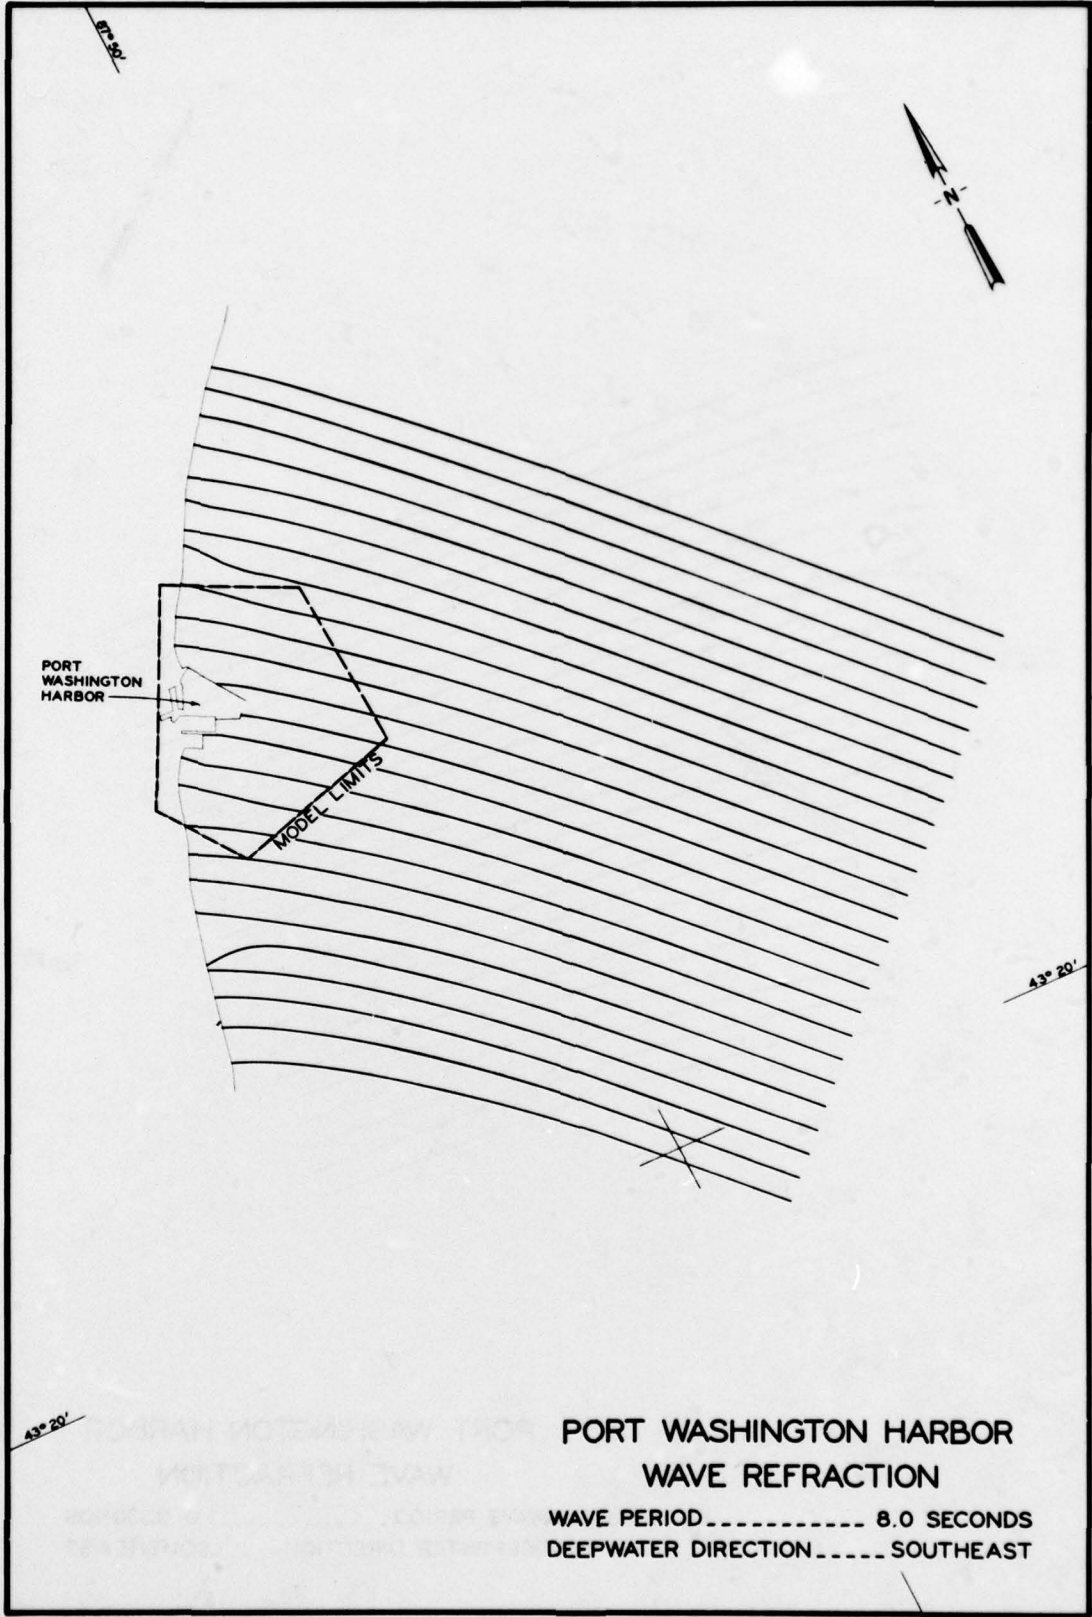 87° 50'
N
PORT
WASHINGTON
HARBOR
MODEL LIMITS
43° 20'
43° 20'
PORT WASHINGTON HARBOR
WAVE REFRACTION
WAVE PERIOD------------ 8.0 SECONDS
DEEPWATER DIRECTION----- SOUTHEAST